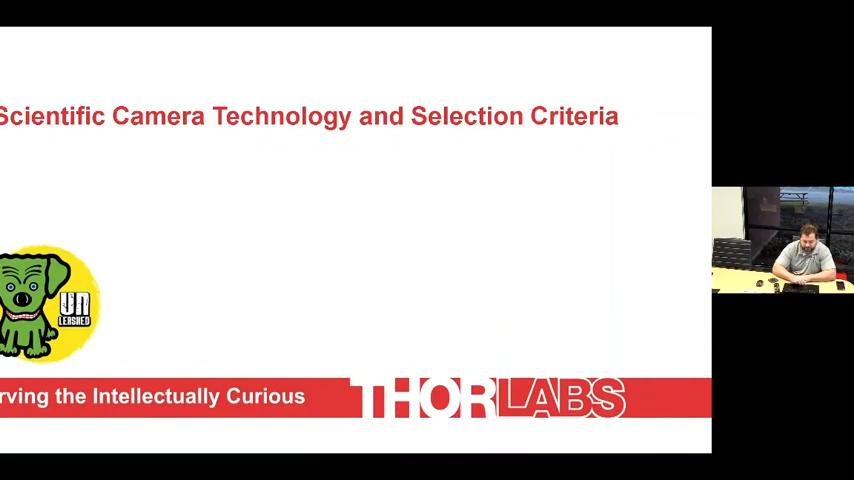 Scientific Camera Technology and Selection Criteria
UN
LEASHED
rving the Intellectually Curious
THORLABS